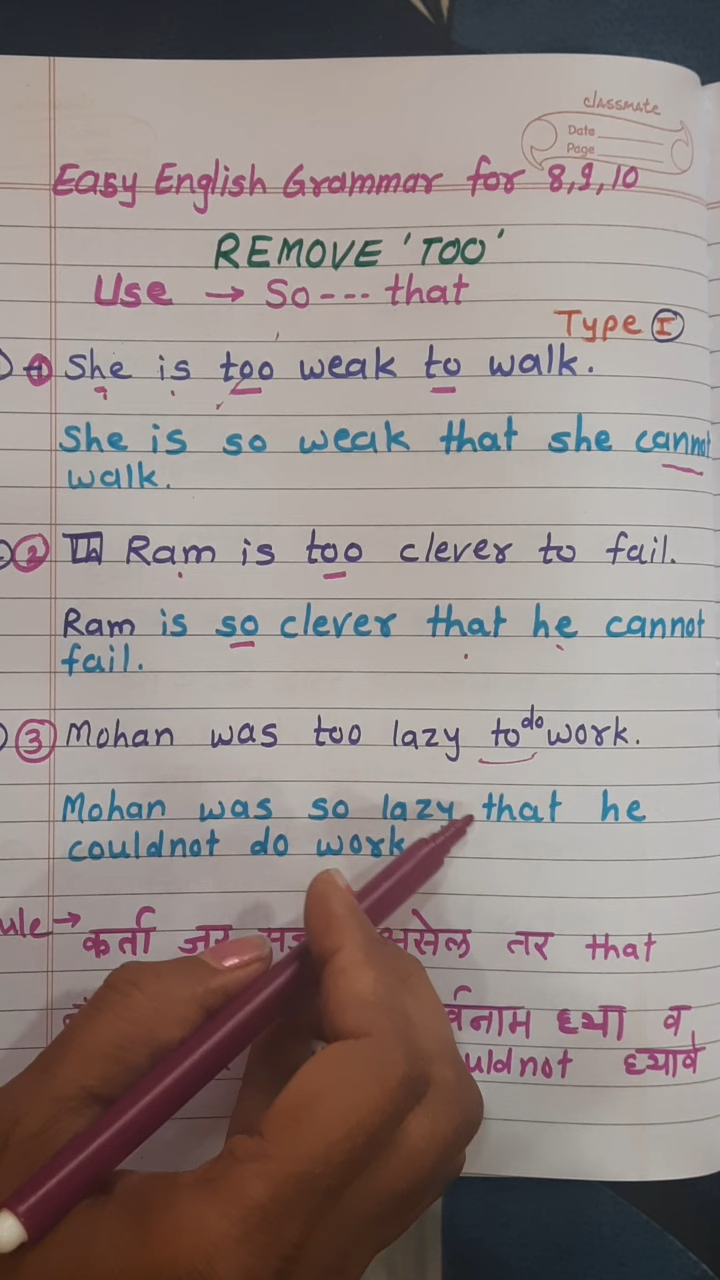 classmate
Date
Page
Easy English Grammar for 8,9,10
REMOVE 'TOO'
Use → So --- that
Type I
1 She is too weak to walk.
She is so weak that she cannot
walk.
2 Ram is too clever to fail.
Ram is so clever that he cannot
fail.
3 Mohan was too lazy to do work.
Mohan was so lazy that he
couldnot do work
कर्ता जर असेल तर that
घ्या व
घ्यावे